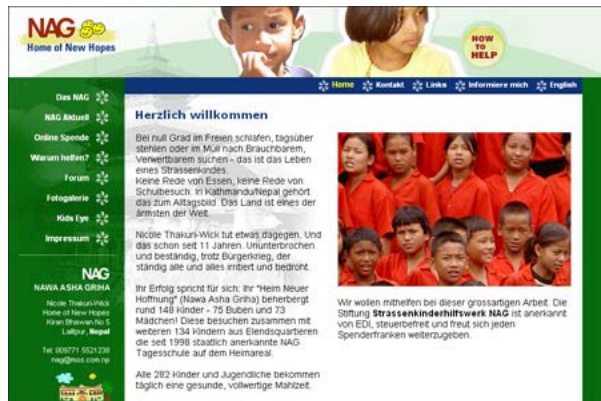 NAG
Home of New Hopes
HOW
TO
HELP
Home Kontakt Links Informiere mich English
Das NAG
NAG Aktuell
Online Spende
Warum helfen?
Forum
Fotogalerie
Kids Eye
Impressum
NAG
NAWA ASHA GRIHA
Nicole Thakuri-Wick
Home of New Hopes
Kiran Bhawan No 5
Lalitpur, Nepal
Tel: 009771 5521238
nag@mos.com.np
Herzlich willkommen
Bei null Grad im Freien schlafen, tagsüber
stehlen oder im Müll nach Brauchbarem,
Verwertbarem suchen - das ist das Leben
eines Strassenkindes.
Keine Rede von Essen, keine Rede von
Schulbesuch. In Kathmandu/Nepal gehört
das zum Alltagsbild. Das Land ist eines der
ärmsten der Welt.
Nicole Thakuri-Wick tut etwas dagegen. Und
das schon seit 11 Jahren. Ununterbrochen
und beständig, trotz Bürgerkrieg, der
ständig alle und alles irritiert und bedroht.
Ihr Erfolg spricht für sich: Ihr "Heim Neuer
Hoffnung" (Nawa Asha Griha) beherbergt
rund 148 Kinder - 75 Buben und 73
Mädchen! Diese besuchen zusammen mit
weiteren 134 Kindern aus Elendsquartieren
die seit 1998 staatlich anerkannte NAG
Tagesschule auf dem Heimareal.
Alle 282 Kinder und Jugendliche bekommen
täglich eine gesunde, vollwertige Mahlzeit.
Wir wollen mithelfen bei dieser grossartigen Arbeit. Die
Stiftung Strassenkinderhilfswerk NAG ist anerkannt
von EDI, steuerbefreit und freut sich jeden
Spenderfranken weiterzugeben.